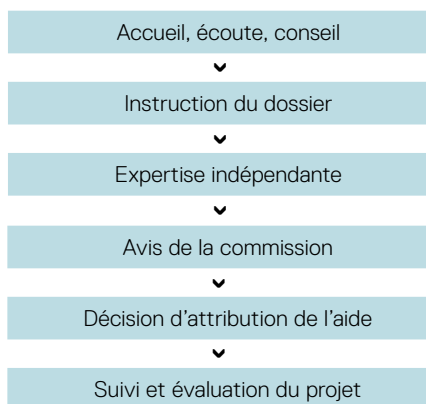 Accueil, écoute, conseil
Instruction du dossier
Expertise indépendante
Avis de la commission
Décision d’attribution de l’aide
Suivi et évaluation du projet